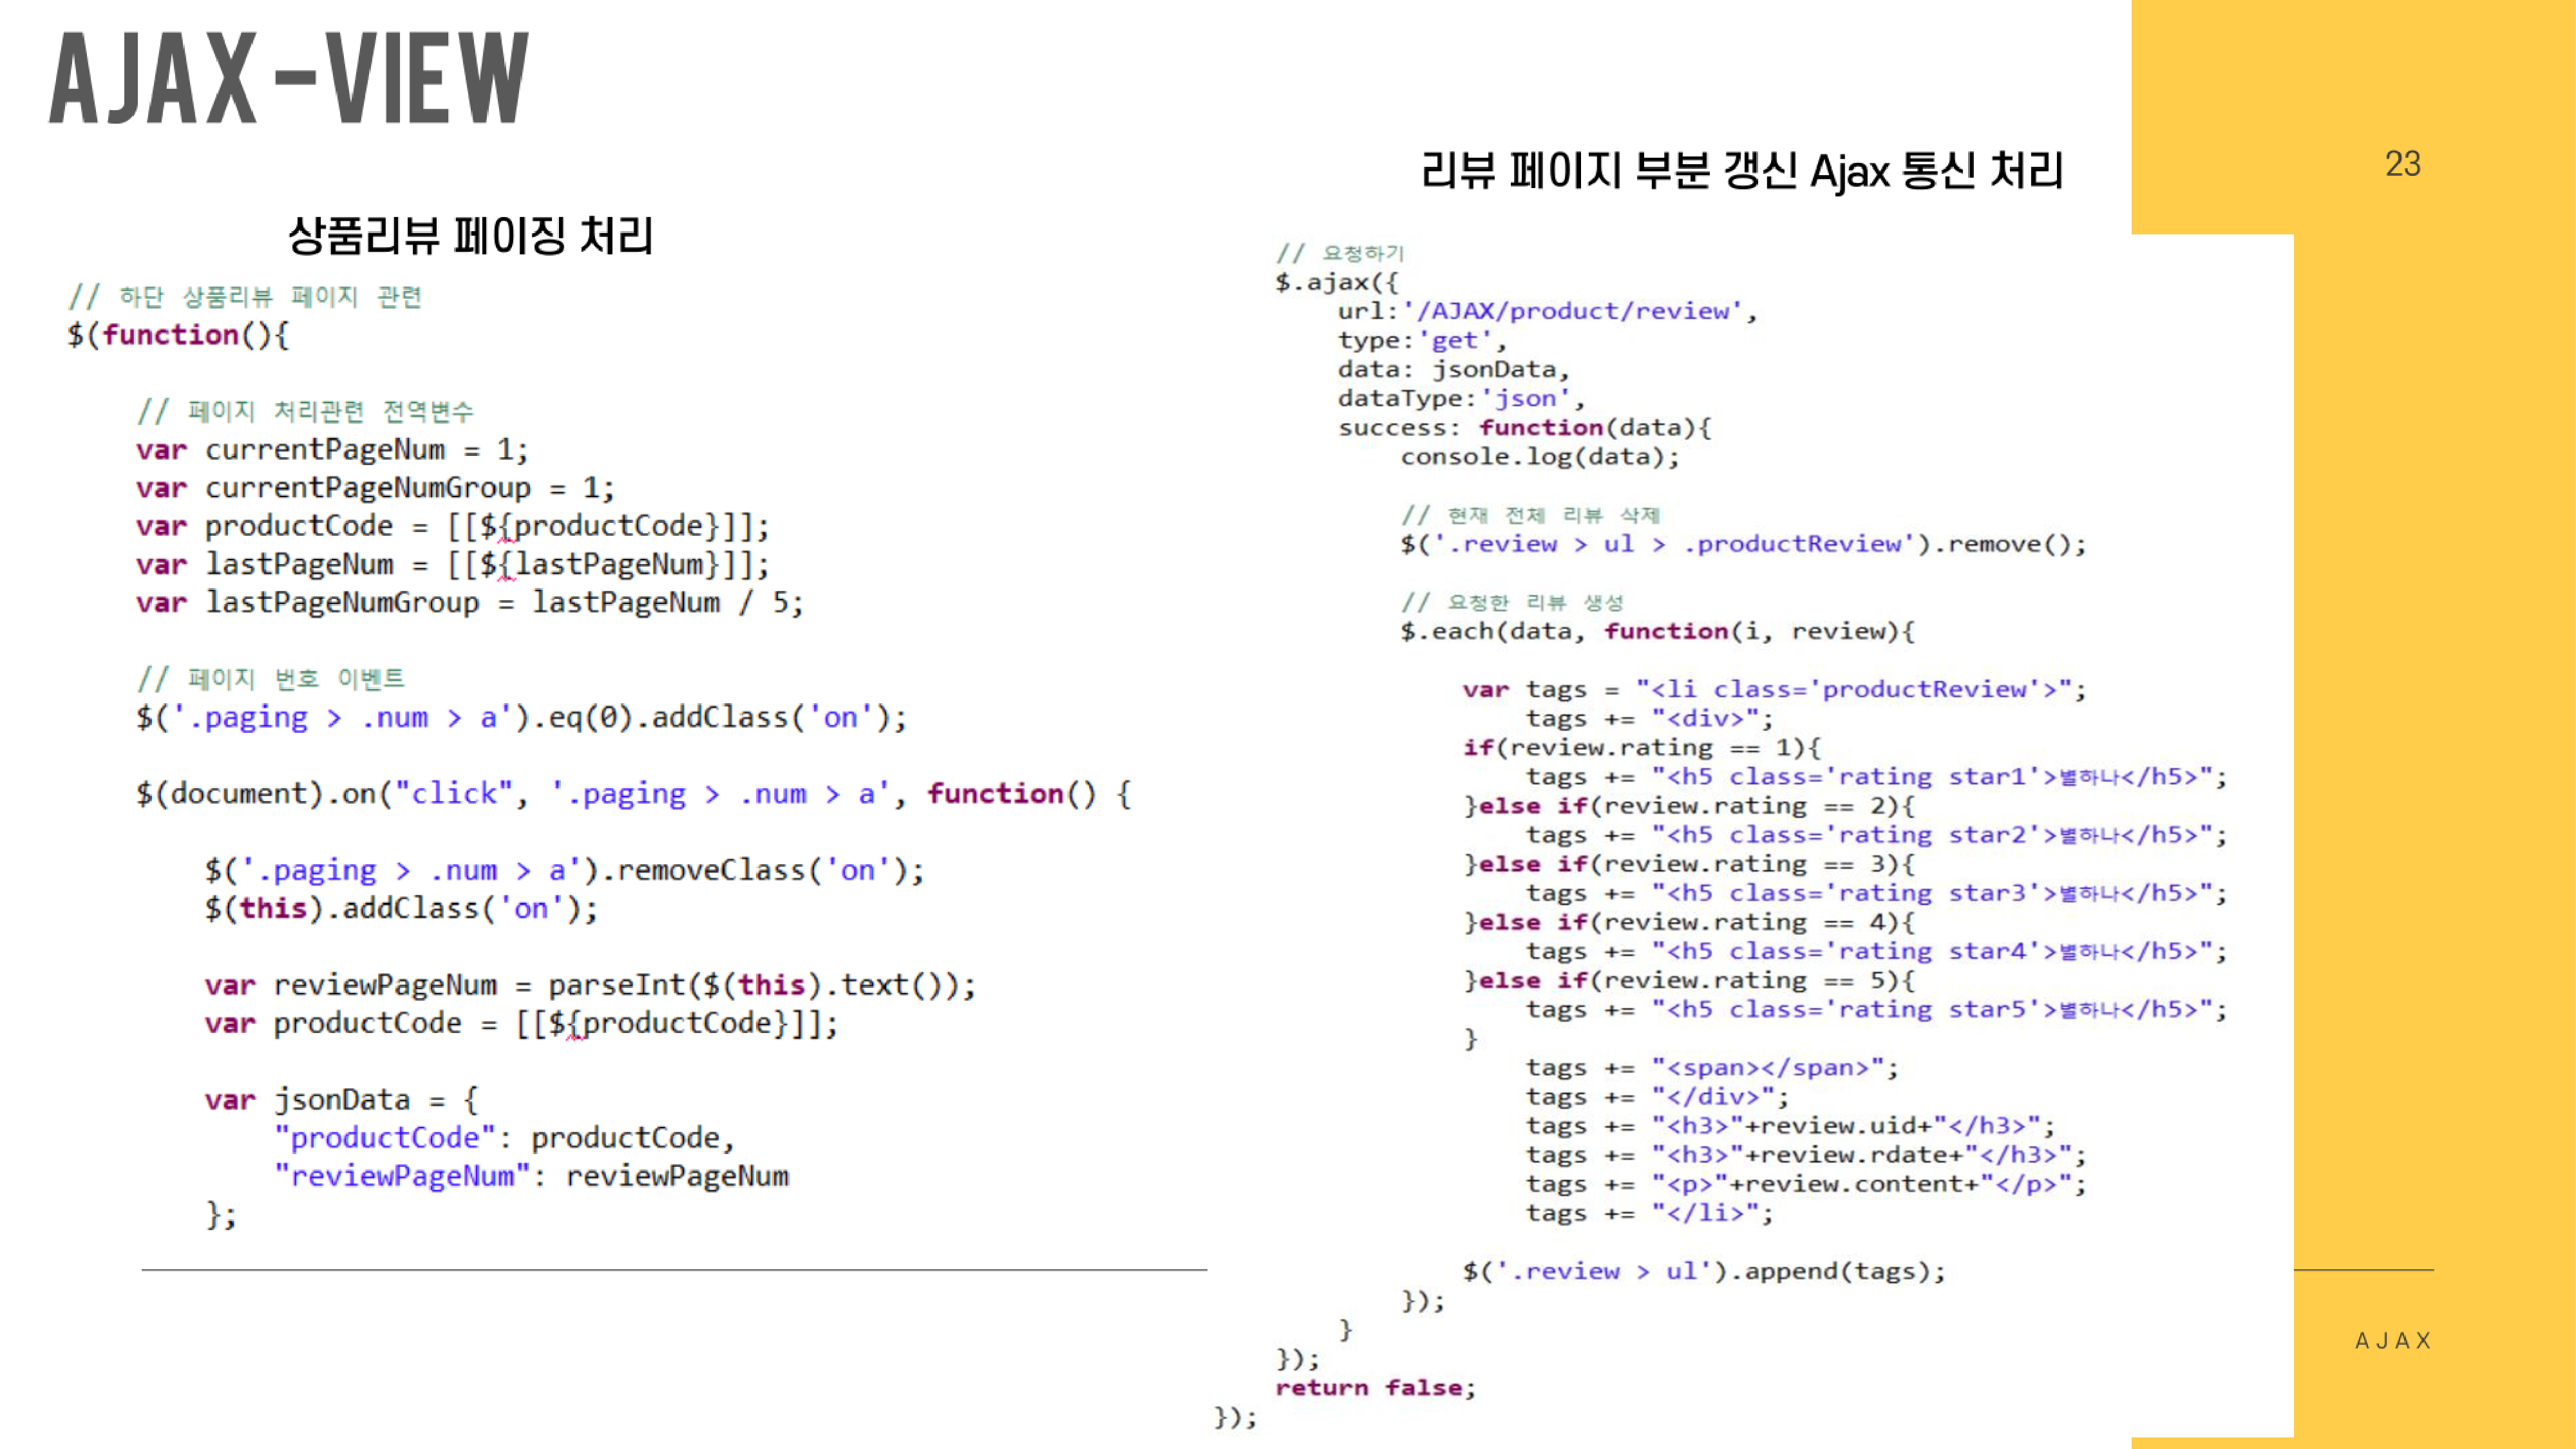 AJAX-VIEW
23
상품리뷰 페이징 처리
// 하단 상품리뷰 페이지 관련
$(function(){
// 페이지 처리관련 전역변수
var currentPageNum = 1;
var currentPageNumGroup = 1;
var productCode = [[${productCode}]];
var lastPageNum = [[${lastPageNum}]];
var lastPageNumGroup = lastPageNum / 5;
// 페이지 번호 이벤트
$('.paging > .num > a').eq(0).addClass('on');
$(document).on("click", '.paging > .num > a', function() {
$('.paging > .num > a').removeClass('on');
$(this).addClass('on');
var reviewPageNum = parseInt($(this).text());
var productCode = [[${productCode}]];
var jsonData = {
"productCode": productCode,
"reviewPageNum": reviewPageNum
};
리뷰 페이지 부분 갱신 Ajax 통신 처리
// 요청하기
$.ajax({
url:'/AJAX/product/review',
type:'get',
data: jsonData,
dataType:'json',
success: function(data){
console.log(data);
// 현재 전체 리뷰 삭제
$('.review > ul > .productReview').remove();
// 요청한 리뷰 생성
$.each(data, function(i, review){
var tags = "<li class='productReview'>";
tags += "<div>";
if(review.rating == 1){
tags += "<h5 class='rating star1'>별하나</h5>";
}else if(review.rating == 2){
tags += "<h5 class='rating star2'>별하나</h5>";
}else if(review.rating == 3){
tags += "<h5 class='rating star3'>별하나</h5>";
}else if(review.rating == 4){
tags += "<h5 class='rating star4'>별하나</h5>";
}else if(review.rating == 5){
tags += "<h5 class='rating star5'>별하나</h5>";
}
tags += "<span></span>";
tags += "</div>";
tags += "<h3>"+review.uid+"</h3>";
tags += "<h3>"+review.rdate+"</h3>";
tags += "<p>"+review.content+"</p>";
tags += "</li>";
$('.review > ul').append(tags);
});
}
});
return false;
});
AJAX